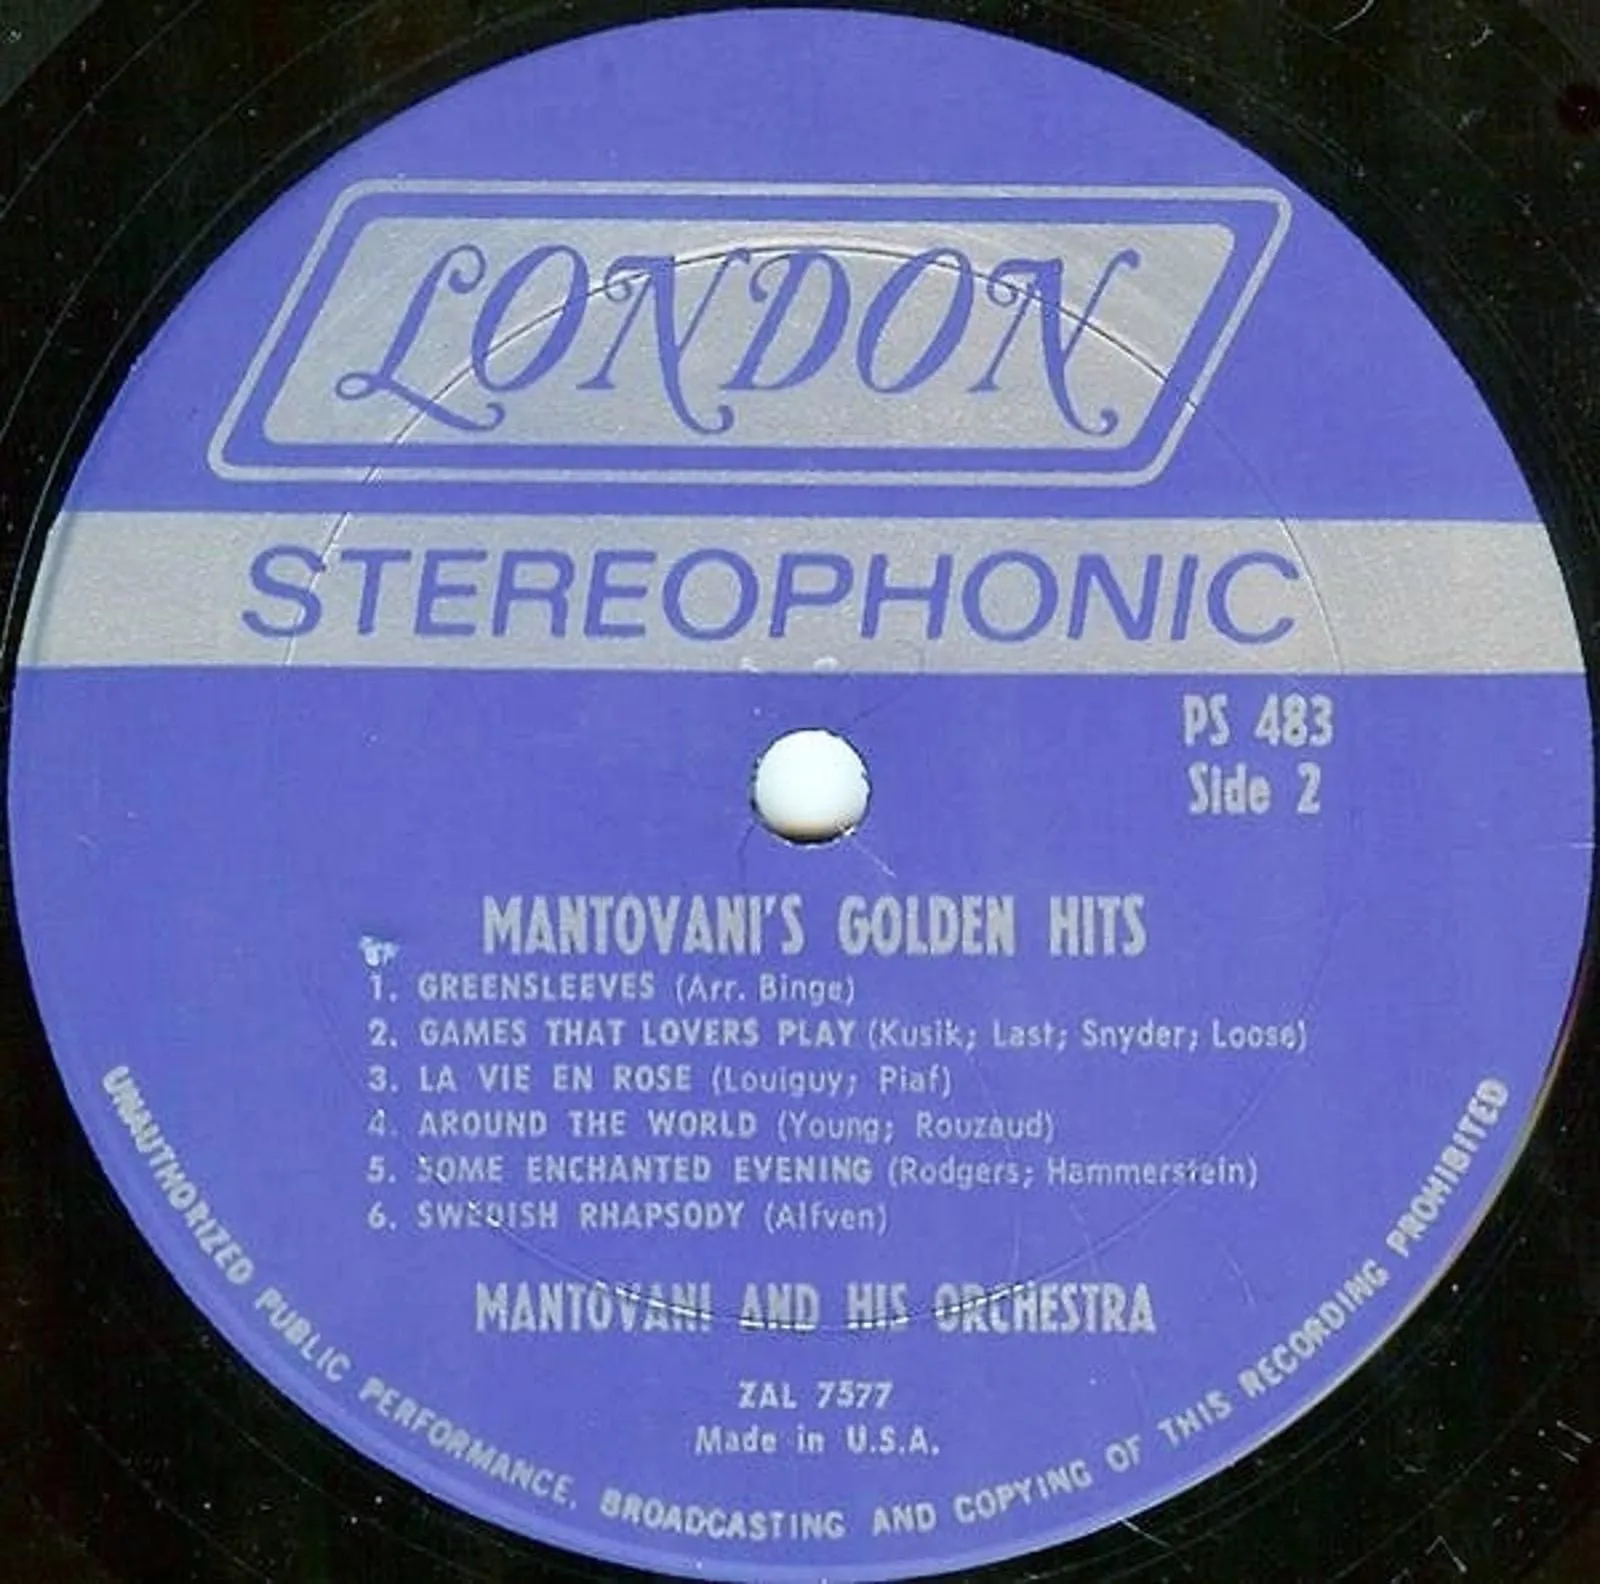 LONDON
STEREOPHONIC
PS 483
Side 2
MANTOVANI'S GOLDEN HITS
1. GREENSLEEVES (Arr. Binge)
2. GAMES THAT LOVERS PLAY (Kusik; Last; Snyder; Loose)
3. LA VIE EN ROSE (Louiguy; Piaf)
4. AROUND THE WORLD (Young; Rouzaud)
5. SOME ENCHANTED EVENING (Rodgers; Hammerstein)
6. SWEDISH RHAPSODY (Alfven)
MANTOVANI AND HIS ORCHESTRA
ZAL 7577
Made in U.S.A.
UNAUTHORIZED PUBLIC PERFORMANCE, BROADCASTING AND COPYING OF THIS RECORDING PROHIBITED